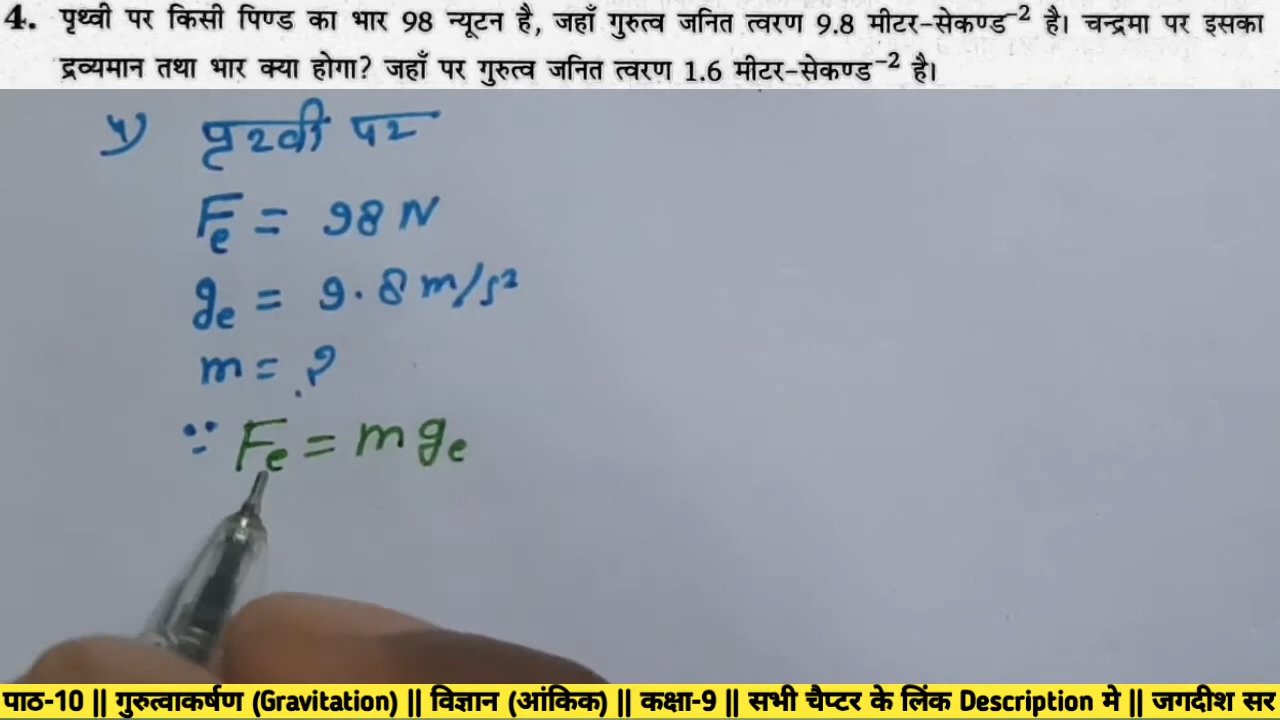 4. पृथ्वी पर किसी पिण्ड का भार 98 न्यूटन है, जहाँ गुरुत्व जनित त्वरण 9.8 मीटर-सेकण्ड⁻² है। चन्द्रमा पर इसका
द्रव्यमान तथा भार क्या होगा? जहाँ पर गुरुत्व जनित त्वरण 1.6 मीटर-सेकण्ड⁻² है।
4) पृथ्वी पर
Fe = 98 N
ge = 9.8 m/s²
m = ?
∵ Fe = m ge
पाठ-10 || गुरुत्वाकर्षण (Gravitation) || विज्ञान (आंकिक) || कक्षा-9 || सभी चैप्टर के लिंक Description मे || जगदीश सर